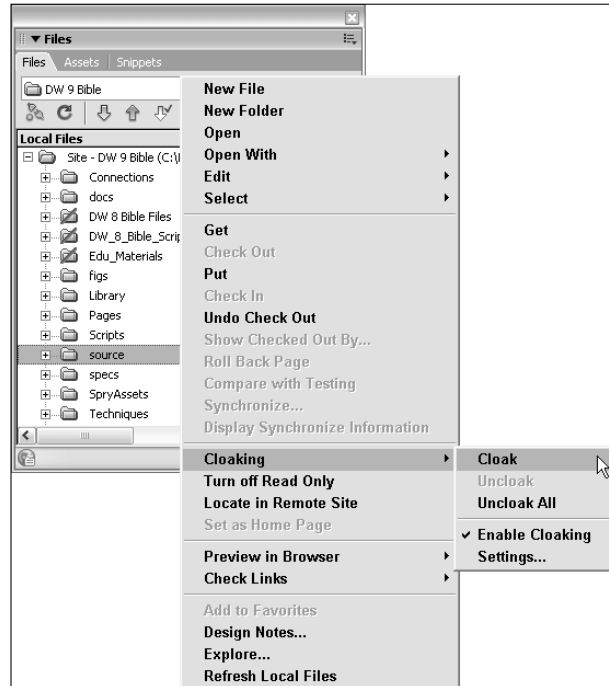 Files
Files Assets Snippets
DW 9 Bible
Local Files
Site - DW 9 Bible (C:\
Connections
docs
DW 8 Bible Files
DW_8_Bible_Scrip
Edu_Materials
figs
Library
Pages
Scripts
source
specs
SpryAssets
Techniques
New File
New Folder
Open
Open With
Edit
Select
Get
Check Out
Put
Check In
Undo Check Out
Show Checked Out By...
Roll Back Page
Compare with Testing
Synchronize...
Display Synchronize Information
Cloaking
Turn off Read Only
Locate in Remote Site
Set as Home Page
Preview in Browser
Check Links
Add to Favorites
Design Notes...
Explore...
Refresh Local Files
Cloak
Uncloak
Uncloak All
Enable Cloaking
Settings...